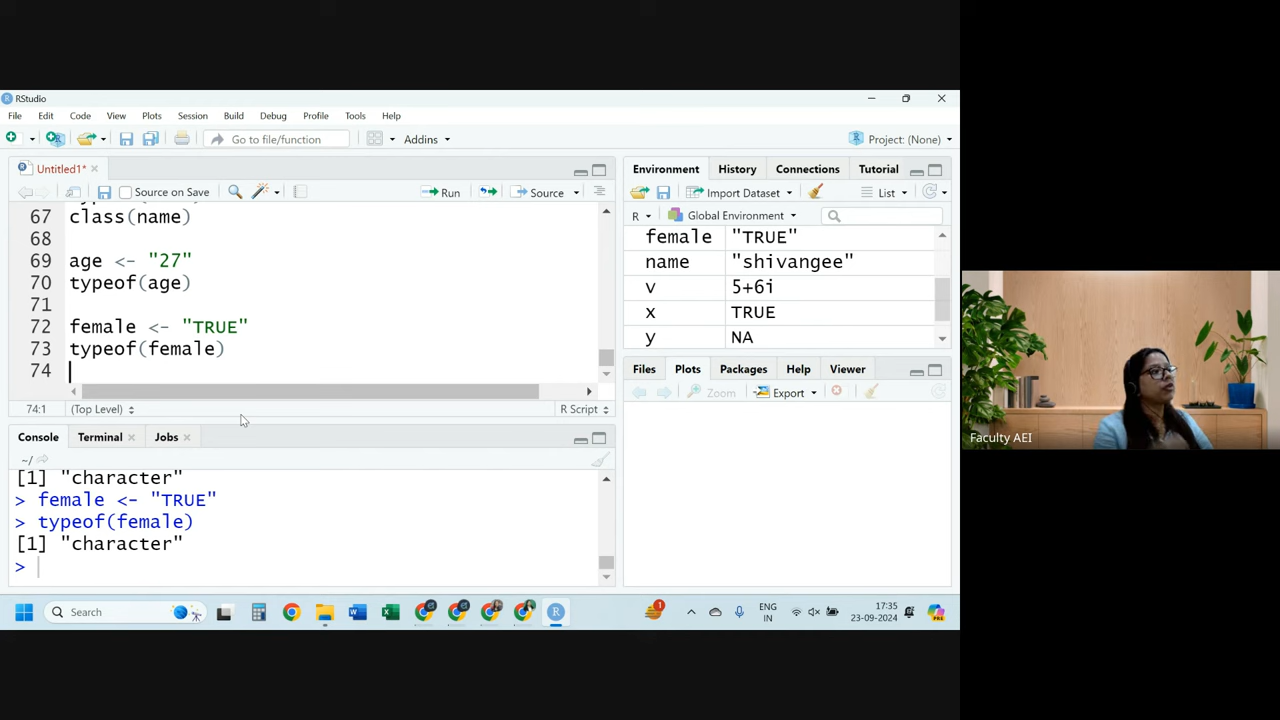 RStudio
File Edit Code View Plots Session Build Debug Profile Tools Help
Go to file/function Addins Project: (None)
Untitled1*
Source on Save Run Source
67 class(name)
68
69 age <- "27"
70 typeof(age)
71
72 female <- "TRUE"
73 typeof(female)
74
74:1 (Top Level) R Script
Console Terminal Jobs
~/
[1] "character"
> female <- "TRUE"
> typeof(female)
[1] "character"
>
Environment History Connections Tutorial
Import Dataset List
R Global Environment
female "TRUE"
name "shivangee"
v 5+6i
x TRUE
y NA
Files Plots Packages Help Viewer
Zoom Export
Faculty AEI
Search
1
ENG
IN
17:35
23-09-2024